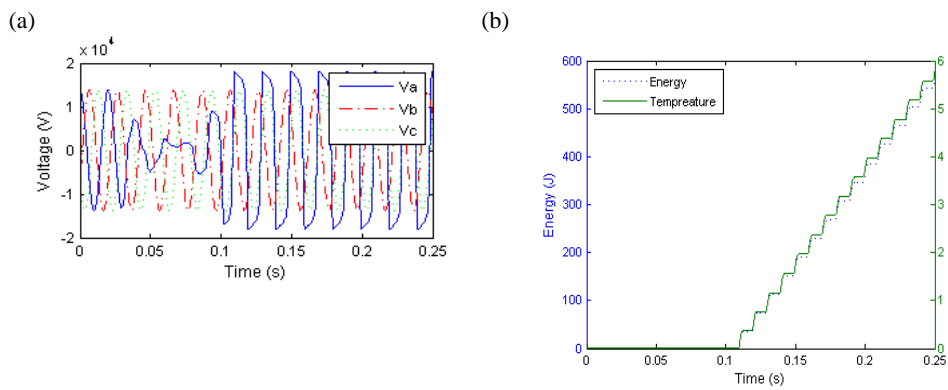 (a)
(b)
x 10⁴
2
1
0
-1
-2
Voltage (V)
0
0.05
0.1
0.15
0.2
0.25
Time (s)
Va
Vb
Vc
600
500
400
300
200
100
0
Energy (J)
Energy
Tempreature
6
5
4
3
2
1
0
0
0.05
0.1
0.15
0.2
0.25
Time (s)